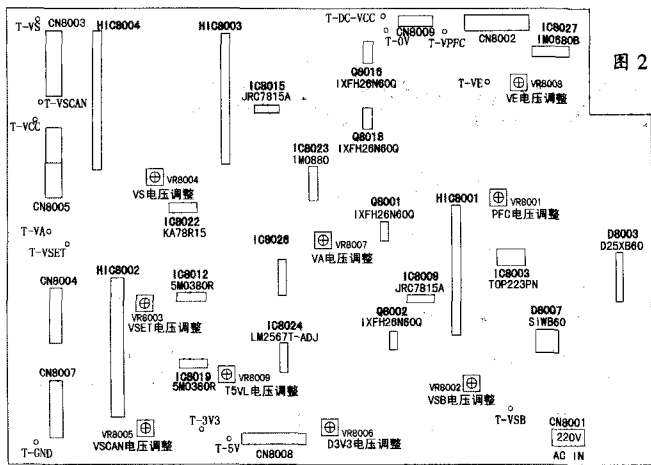 T-VS
CN8003
HIC8004
HIC8003
T-DC-VCC
T-0V
CN8009
T-VPFC
CN8002
IC8027
1M0680B
图 2
Q8016
IXFH26N60Q
T-VE
VR8008
VE电压调整
IC8015
JRC7815A
T-VSCAN
T-VCC
Q8018
IXFH26N60Q
IC8023
1M0880
VR8004
VS电压调整
CN8005
IC8022
KA78R15
Q8001
IXFH26N60Q
HIC8001
VR8001
PFC电压调整
T-VA
T-VSET
IC8026
VR8007
VA电压调整
D8003
D25XB60
IC8003
TOP223PN
CN8004
HIC8002
IC8012
5M0380R
IC8009
JRC7815A
VR8003
VSET电压调整
Q8002
IXFH26N60Q
D8007
S1WB60
IC8024
LM2567T-ADJ
CN8007
IC8019
5M0380R
VR8009
T5VL电压调整
VR8002
VSB电压调整
T-VSB
VR8005
VSCAN电压调整
T-3V3
T-5V
CN8008
VR8006
D3V3电压调整
CN8001
220V
AC IN
T-GND